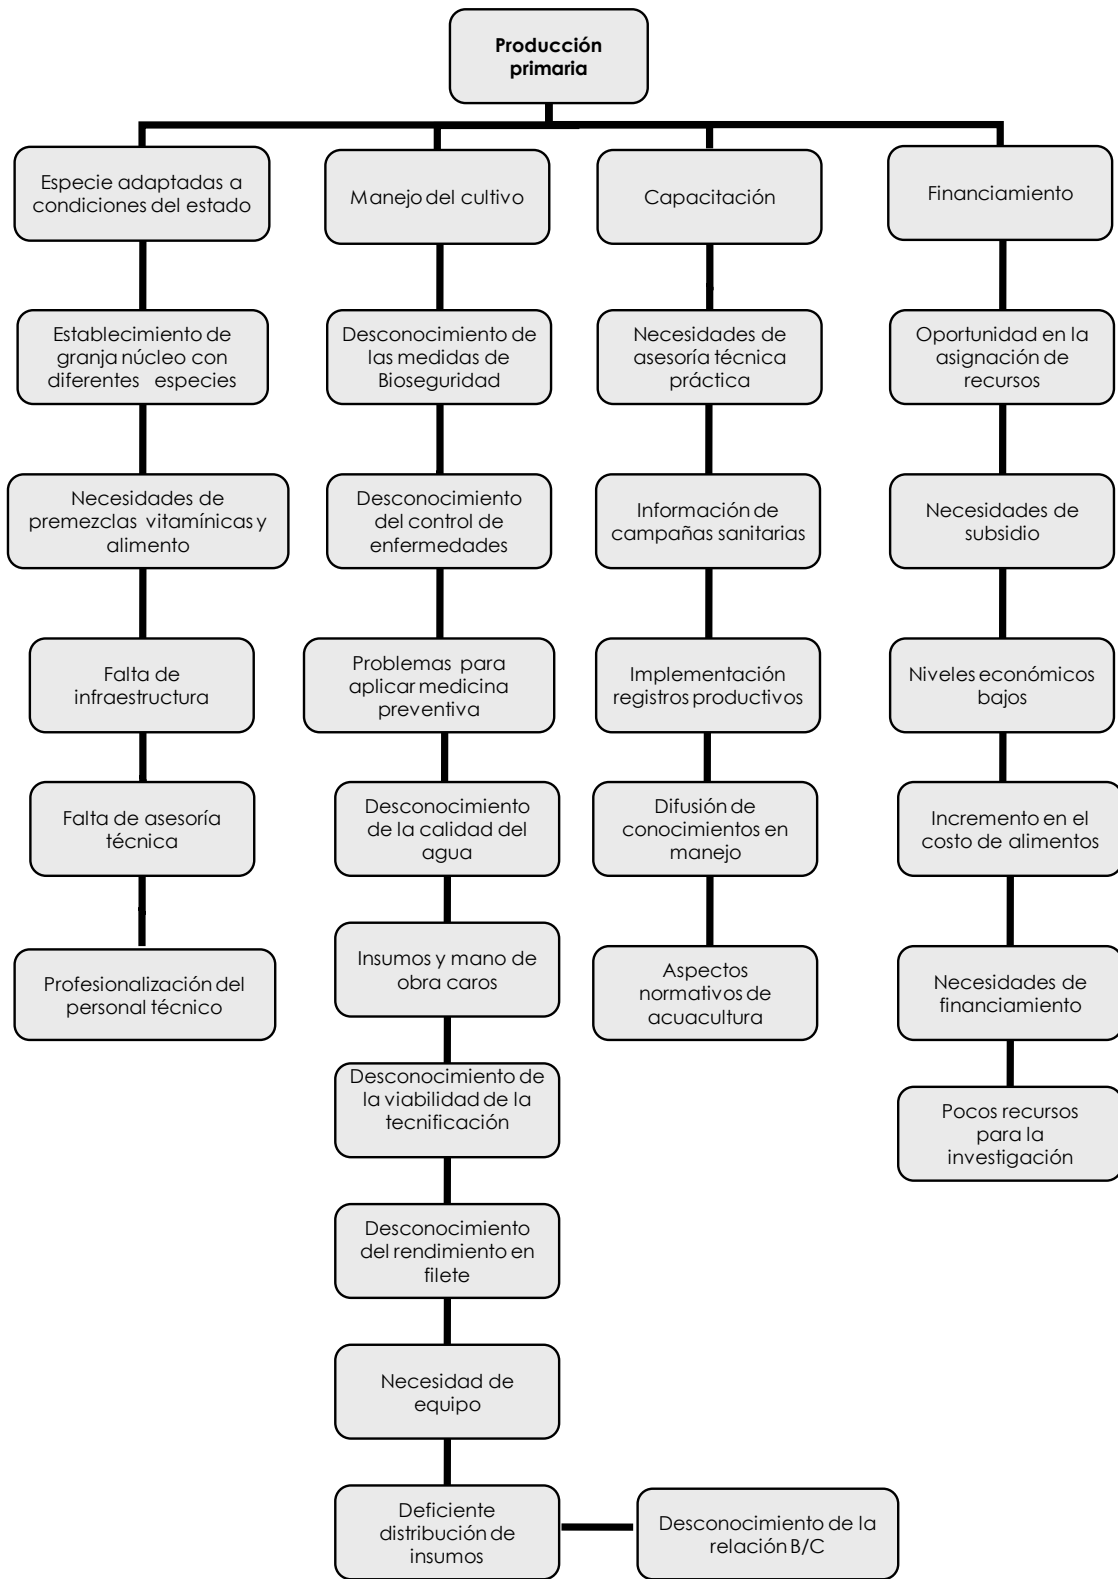 Producción
primaria
Especie adaptadas a
condiciones del estado
Manejo del cultivo
Capacitación
Financiamiento
Establecimiento de
granja núcleo con
diferentes especies
Desconocimiento de
las medidas de
Bioseguridad
Necesidades de
asesoría técnica
práctica
Oportunidad en la
asignación de
recursos
Necesidades de
premezclas vitamínicas y
alimento
Desconocimiento
del control de
enfermedades
Información de
campañas sanitarias
Necesidades de
subsidio
Falta de
infraestructura
Problemas para
aplicar medicina
preventiva
Implementación
registros productivos
Niveles económicos
bajos
Falta de asesoría
técnica
Desconocimiento
de la calidad del
agua
Difusión de
conocimientos en
manejo
Incremento en el
costo de alimentos
Profesionalización del
personal técnico
Insumos y mano de
obra caros
Aspectos
normativos de
acuacultura
Necesidades de
financiamiento
Desconocimiento de
la viabilidad de la
tecnificación
Pocos recursos
para la
investigación
Desconocimiento
del rendimiento en
filete
Necesidad de
equipo
Deficiente
distribución de
insumos
Desconocimiento de la
relación B/C